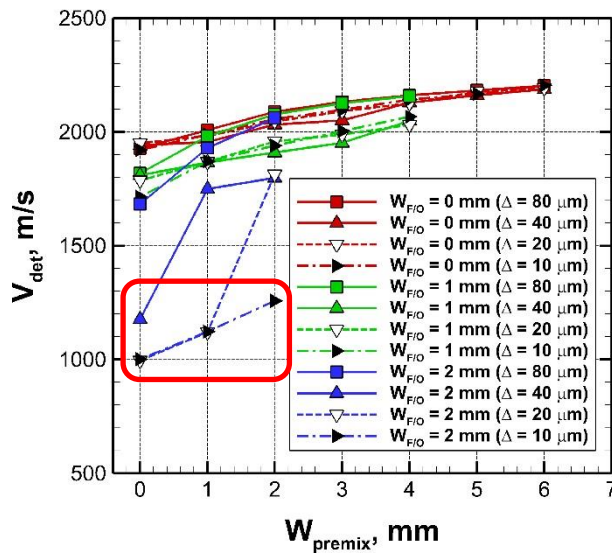 2500
2000
1500
1000
500
0 1 2 3 4 5 6 7
V_det, m/s
W_premix, mm
W_F/O = 0 mm (Δ = 80 μm)
W_F/O = 0 mm (Δ = 40 μm)
W_F/O = 0 mm (Δ = 20 μm)
W_F/O = 0 mm (Δ = 10 μm)
W_F/O = 1 mm (Δ = 80 μm)
W_F/O = 1 mm (Δ = 40 μm)
W_F/O = 1 mm (Δ = 20 μm)
W_F/O = 1 mm (Δ = 10 μm)
W_F/O = 2 mm (Δ = 80 μm)
W_F/O = 2 mm (Δ = 40 μm)
W_F/O = 2 mm (Δ = 20 μm)
W_F/O = 2 mm (Δ = 10 μm)